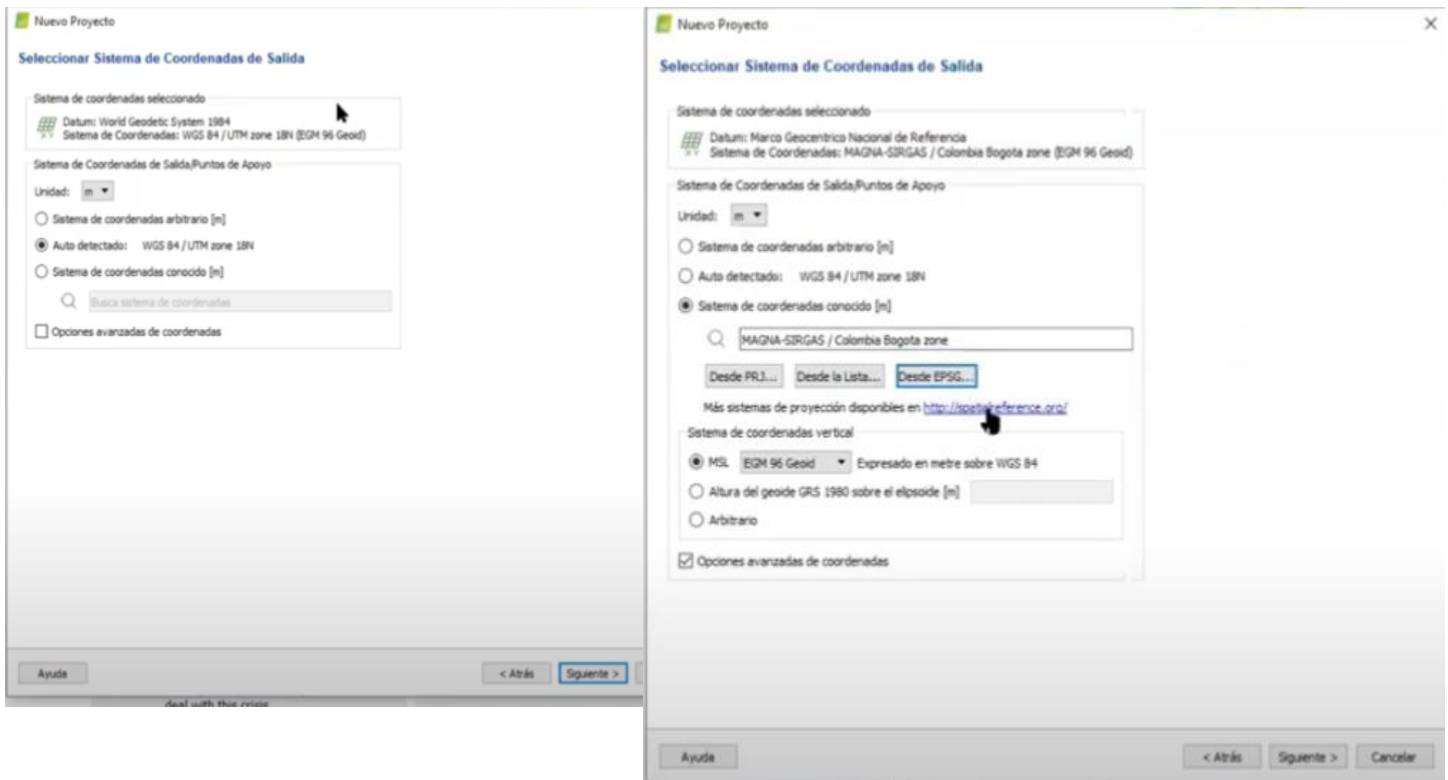 Nuevo Proyecto
Seleccionar Sistema de Coordenadas de Salida
Sistema de coordenadas seleccionado
Datum: World Geodetic System 1984
Sistema de Coordenadas: WGS 84 / UTM zone 18N (EGM 96 Geoid)
Sistema de Coordenadas de Salida/Puntos de Apoyo
Unidad: m
Sistema de coordenadas arbitrario [m]
Auto detectado: WGS 84 / UTM zone 18N
Sistema de coordenadas conocido [m]
Busca sistema de coordenadas
Opciones avanzadas de coordenadas
Ayuda
< Atrás
Siguiente >
deal with this crisis
Nuevo Proyecto
Seleccionar Sistema de Coordenadas de Salida
Sistema de coordenadas seleccionado
Datum: Marco Geocentrico Nacional de Referencia
Sistema de Coordenadas: MAGNA-SIRGAS / Colombia Bogota zone (EGM 96 Geoid)
Sistema de Coordenadas de Salida/Puntos de Apoyo
Unidad: m
Sistema de coordenadas arbitrario [m]
Auto detectado: WGS 84 / UTM zone 18N
Sistema de coordenadas conocido [m]
MAGNA-SIRGAS / Colombia Bogota zone
Desde PRJ... Desde la Lista... Desde EPSG...
Más sistemas de proyección disponibles en http://spatialreference.org/
Sistema de coordenadas vertical
MSL EGM 96 Geoid Expresado en metre sobre WGS 84
Altura del geoide GRS 1980 sobre el elipsoide [m]
Arbitrario
Opciones avanzadas de coordenadas
Ayuda
< Atrás
Siguiente >
Cancelar